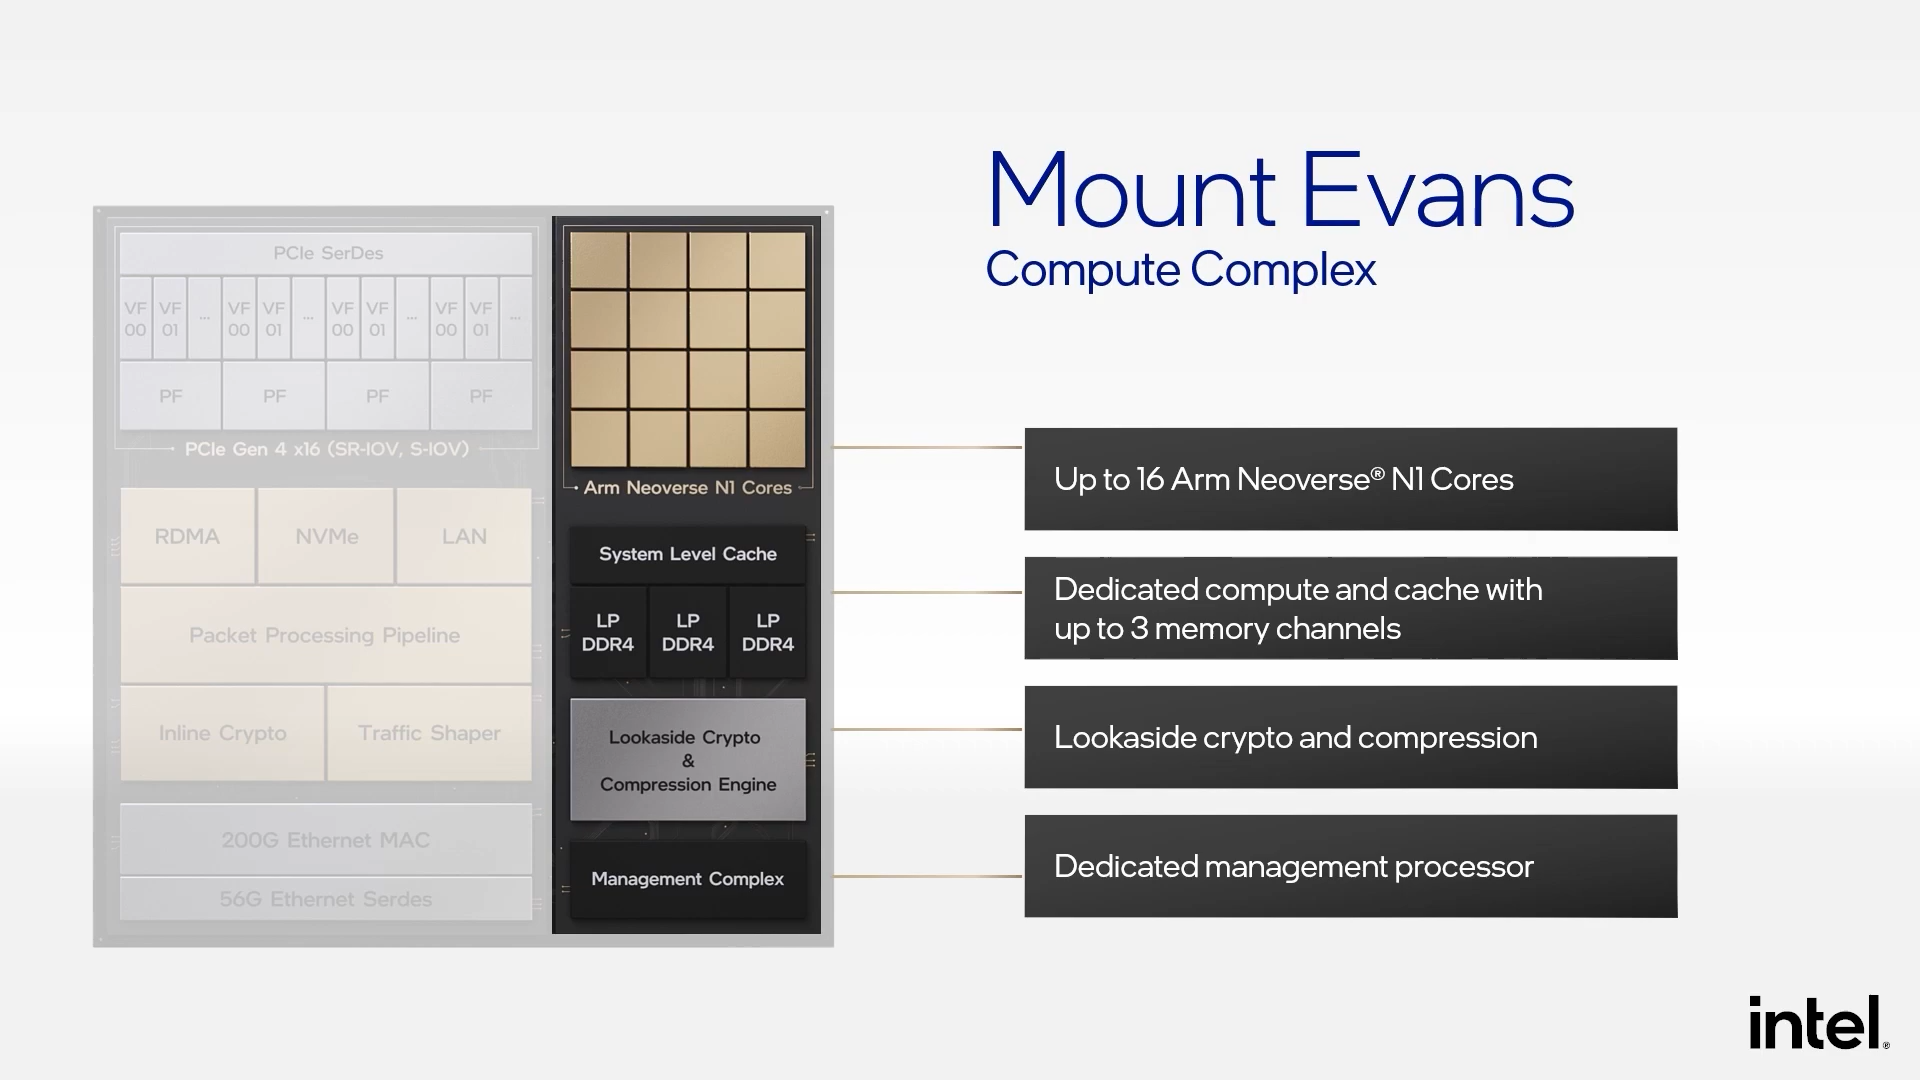 Mount Evans
Compute Complex
PCIe SerDes
VF 00
VF 01
...
VF 00
VF 01
...
VF 00
VF 01
...
VF 00
VF 01
...
PF
PF
PF
PF
PCIe Gen 4 x16 (SR-IOV, S-IOV)
RDMA
NVMe
LAN
Packet Processing Pipeline
Inline Crypto
Traffic Shaper
200G Ethernet MAC
56G Ethernet Serdes
Arm Neoverse N1 Cores
System Level Cache
LP
DDR4
LP
DDR4
LP
DDR4
Lookaside Crypto
&
Compression Engine
Management Complex
Up to 16 Arm Neoverse® N1 Cores
Dedicated compute and cache with
up to 3 memory channels
Lookaside crypto and compression
Dedicated management processor
intel®